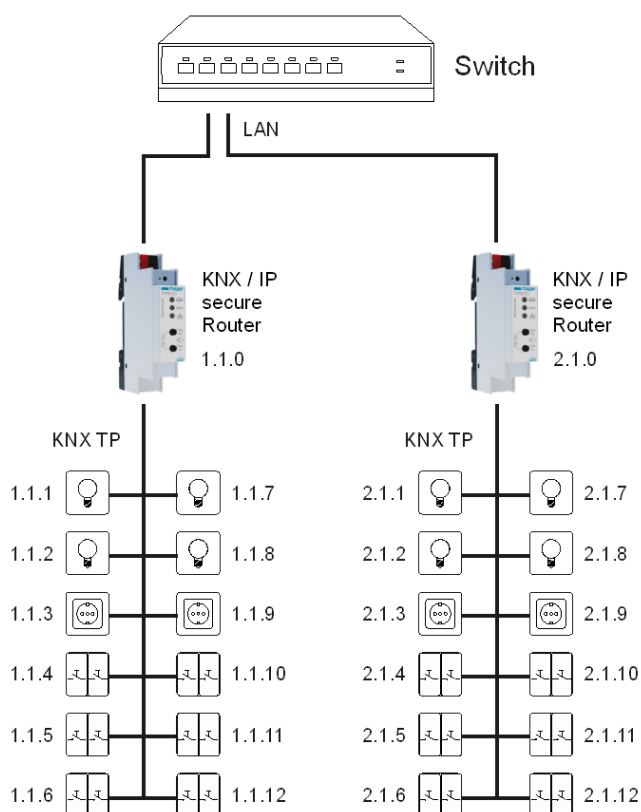 Switch
LAN
KNX / IP
secure
Router
1.1.0
KNX / IP
secure
Router
2.1.0
KNX TP
KNX TP
1.1.1
1.1.7
2.1.1
2.1.7
1.1.2
1.1.8
2.1.2
2.1.8
1.1.3
1.1.9
2.1.3
2.1.9
1.1.4
1.1.10
2.1.4
2.1.10
1.1.5
1.1.11
2.1.5
2.1.11
1.1.6
1.1.12
2.1.6
2.1.12